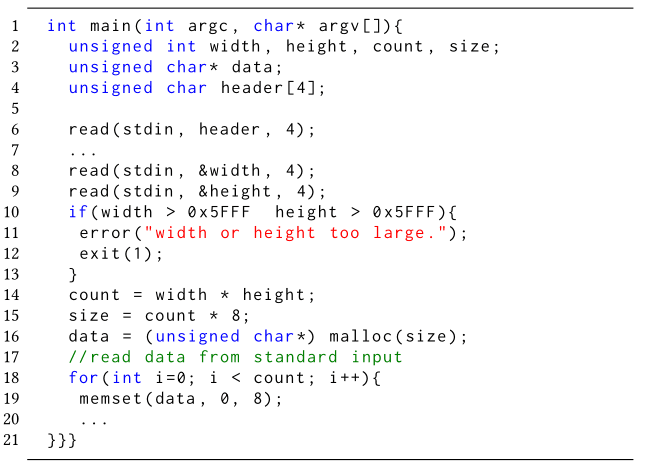 1 int main(int argc, char* argv[]){
2 unsigned int width, height, count, size;
3 unsigned char* data;
4 unsigned char header[4];
5
6 read(stdin, header, 4);
7 ...
8 read(stdin, &width, 4);
9 read(stdin, &height, 4);
10 if(width > 0x5FFF height > 0x5FFF){
11 error("width or height too large.");
12 exit(1);
13 }
14 count = width * height;
15 size = count * 8;
16 data = (unsigned char*) malloc(size);
17 //read data from standard input
18 for(int i=0; i < count; i++){
19 memset(data, 0, 8);
20 ...
21 }}}